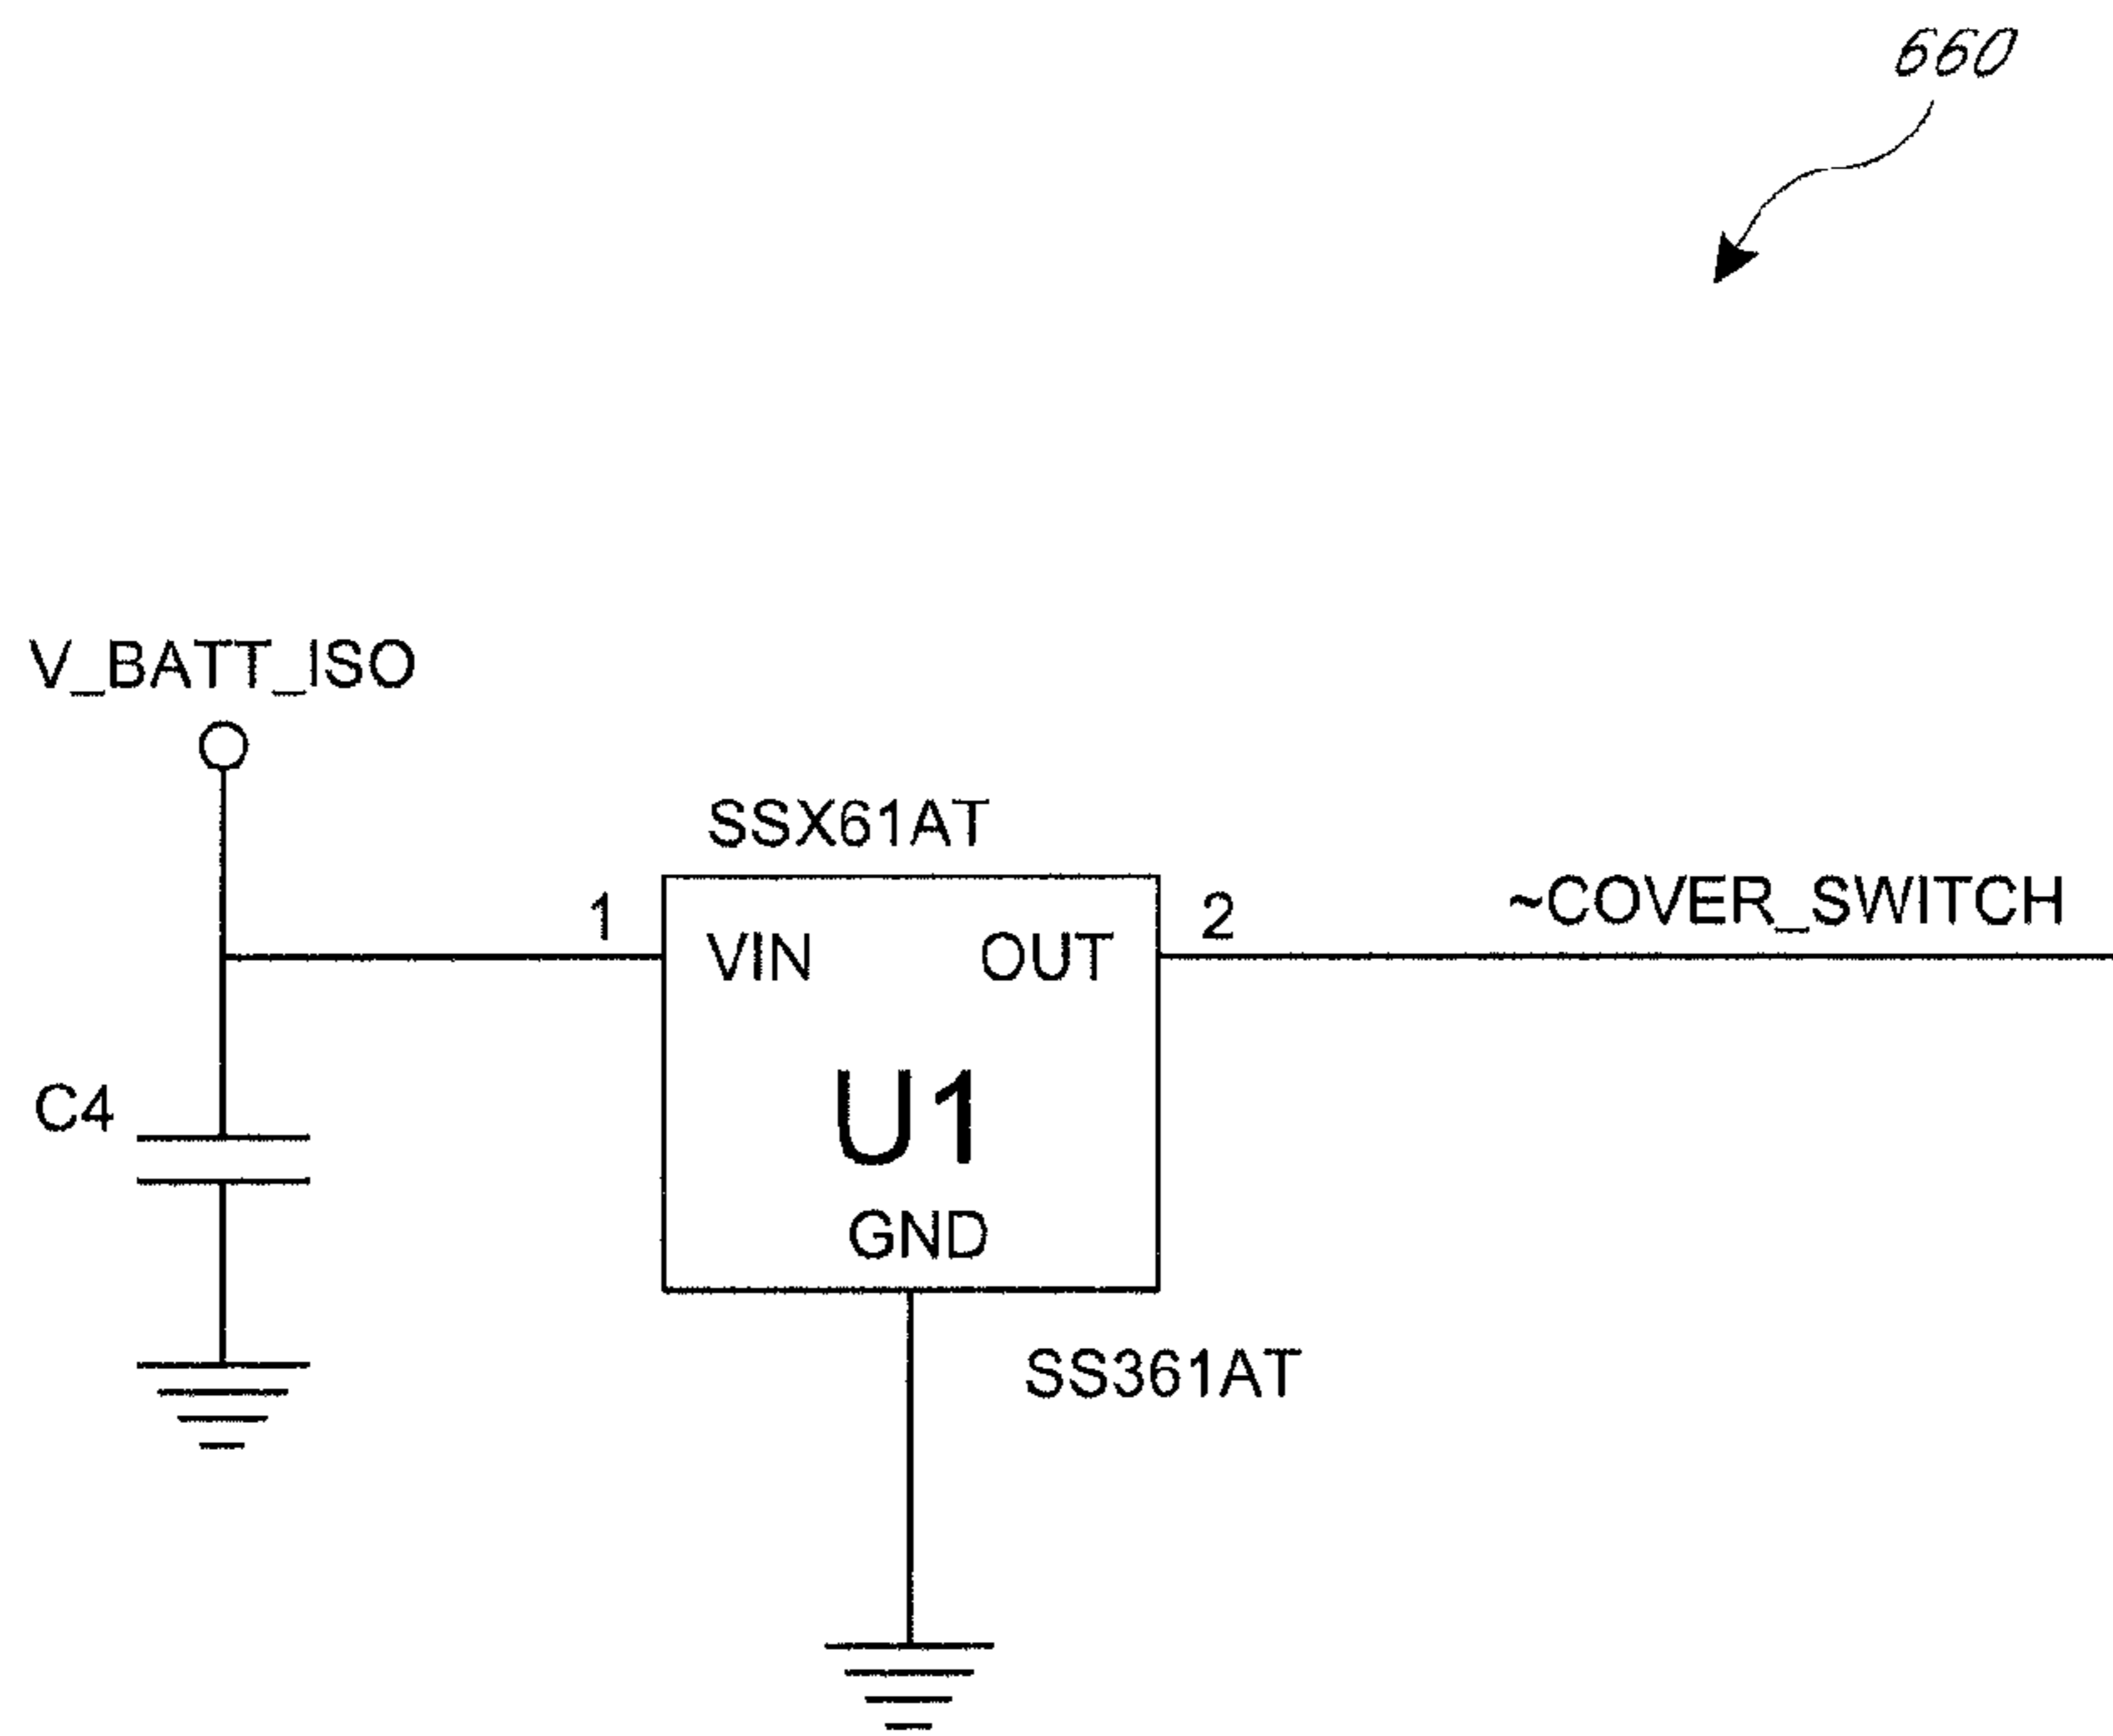 660
V_BATT_ISO
SSX61AT
1
2
~COVER_SWITCH
VIN
OUT
U1
C4
GND
SS361AT